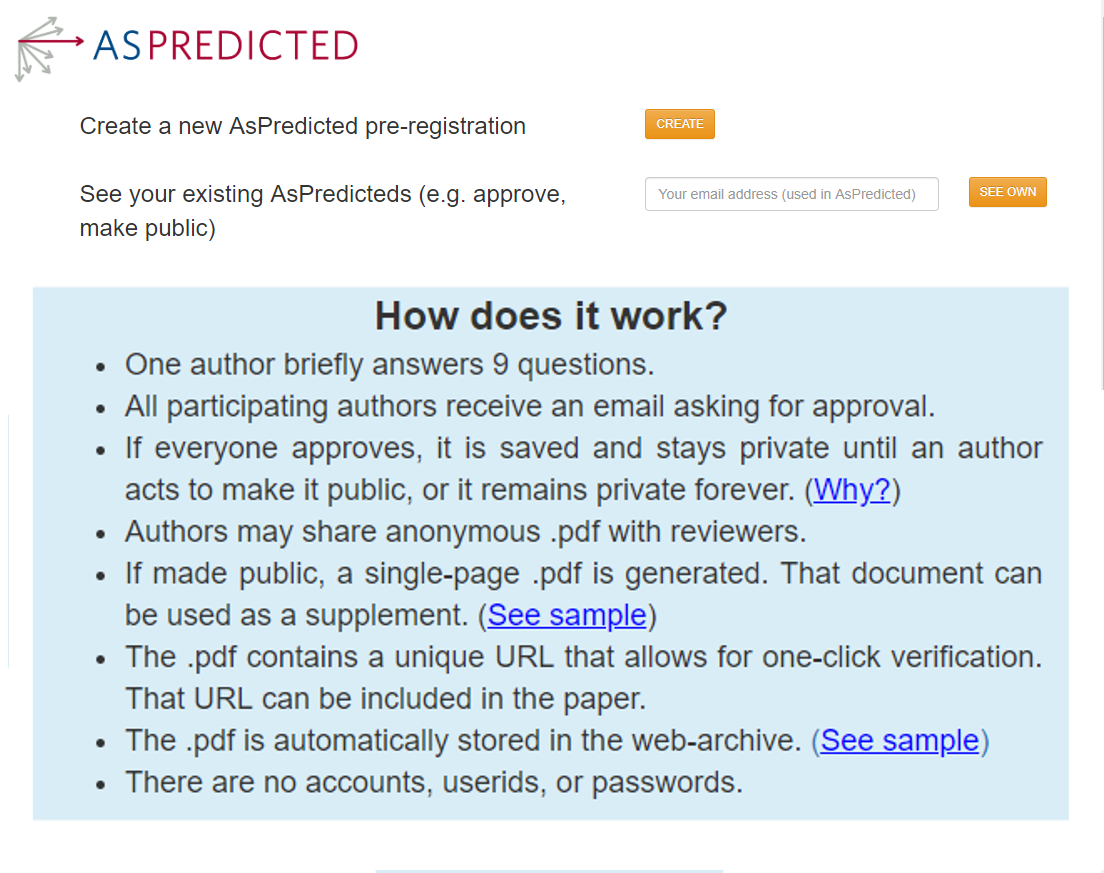 ASPREDICTED
Create a new AsPredicted pre-registration
CREATE
See your existing AsPredicteds (e.g. approve,
make public)
Your email address (used in AsPredicted)
SEE OWN
How does it work?
• One author briefly answers 9 questions.
• All participating authors receive an email asking for approval.
• If everyone approves, it is saved and stays private until an author
acts to make it public, or it remains private forever. (Why?)
• Authors may share anonymous .pdf with reviewers.
• If made public, a single-page .pdf is generated. That document can
be used as a supplement. (See sample)
• The .pdf contains a unique URL that allows for one-click verification.
That URL can be included in the paper.
• The .pdf is automatically stored in the web-archive. (See sample)
• There are no accounts, userids, or passwords.